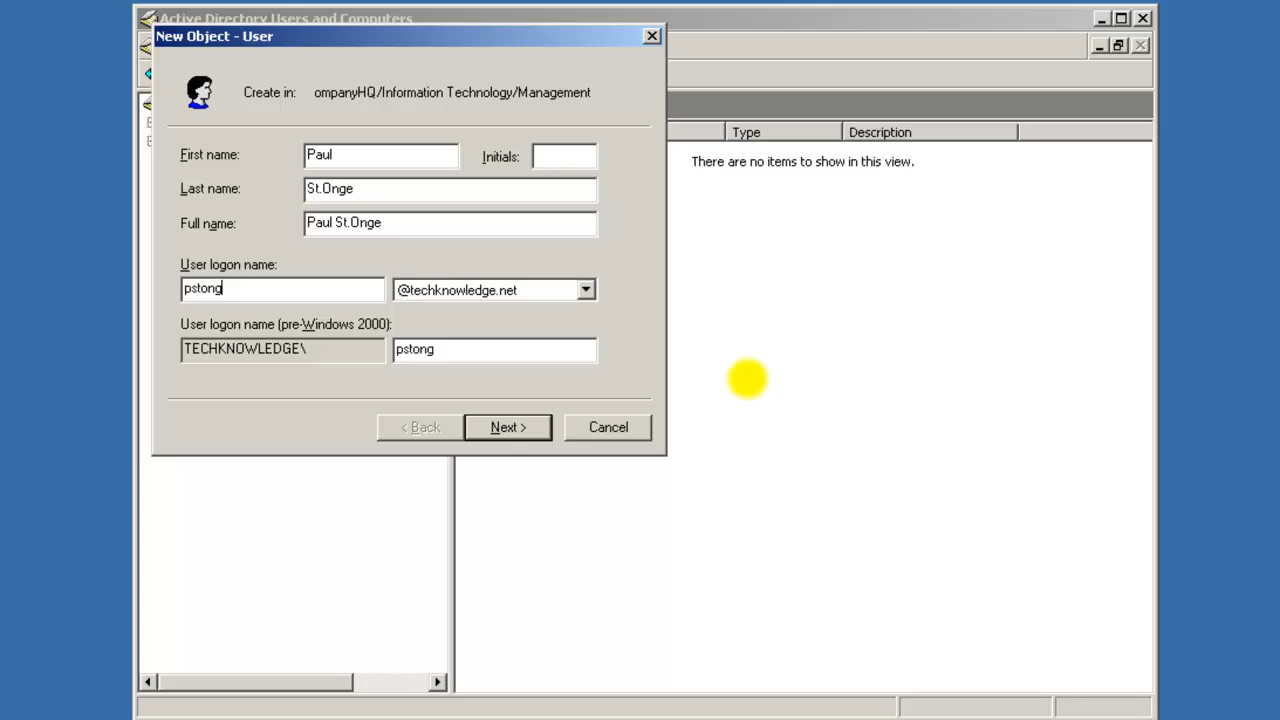 Active Directory Users and Computers
New Object - User
Create in: ompanyHQ/Information Technology/Management
First name: Paul Initials:
Last name: St.Onge
Full name: Paul St.Onge
User logon name:
pstong @techknowledge.net
User logon name (pre-Windows 2000):
TECHKNOWLEDGE\ pstong
< Back Next > Cancel
Type Description
There are no items to show in this view.